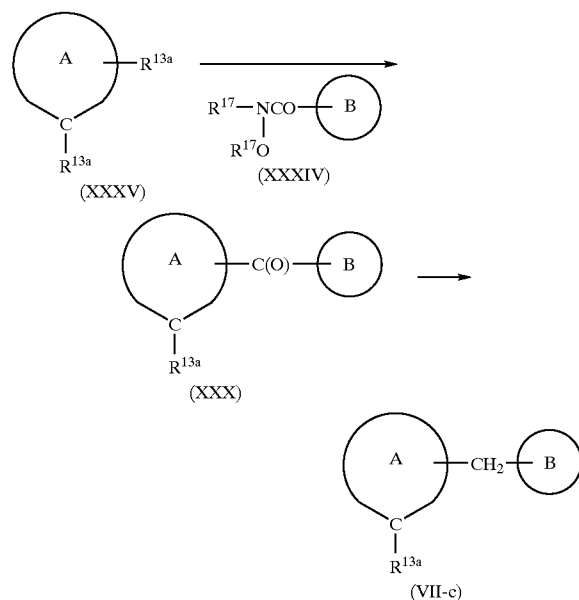 A R¹³ᵃ
C
R¹³ᵃ
(XXXV)
R¹⁷ NCO B
R¹⁷O
(XXXIV)
A C(O) B
C
R¹³ᵃ
(XXX)
A CH₂ B
C
R¹³ᵃ
(VII-c)